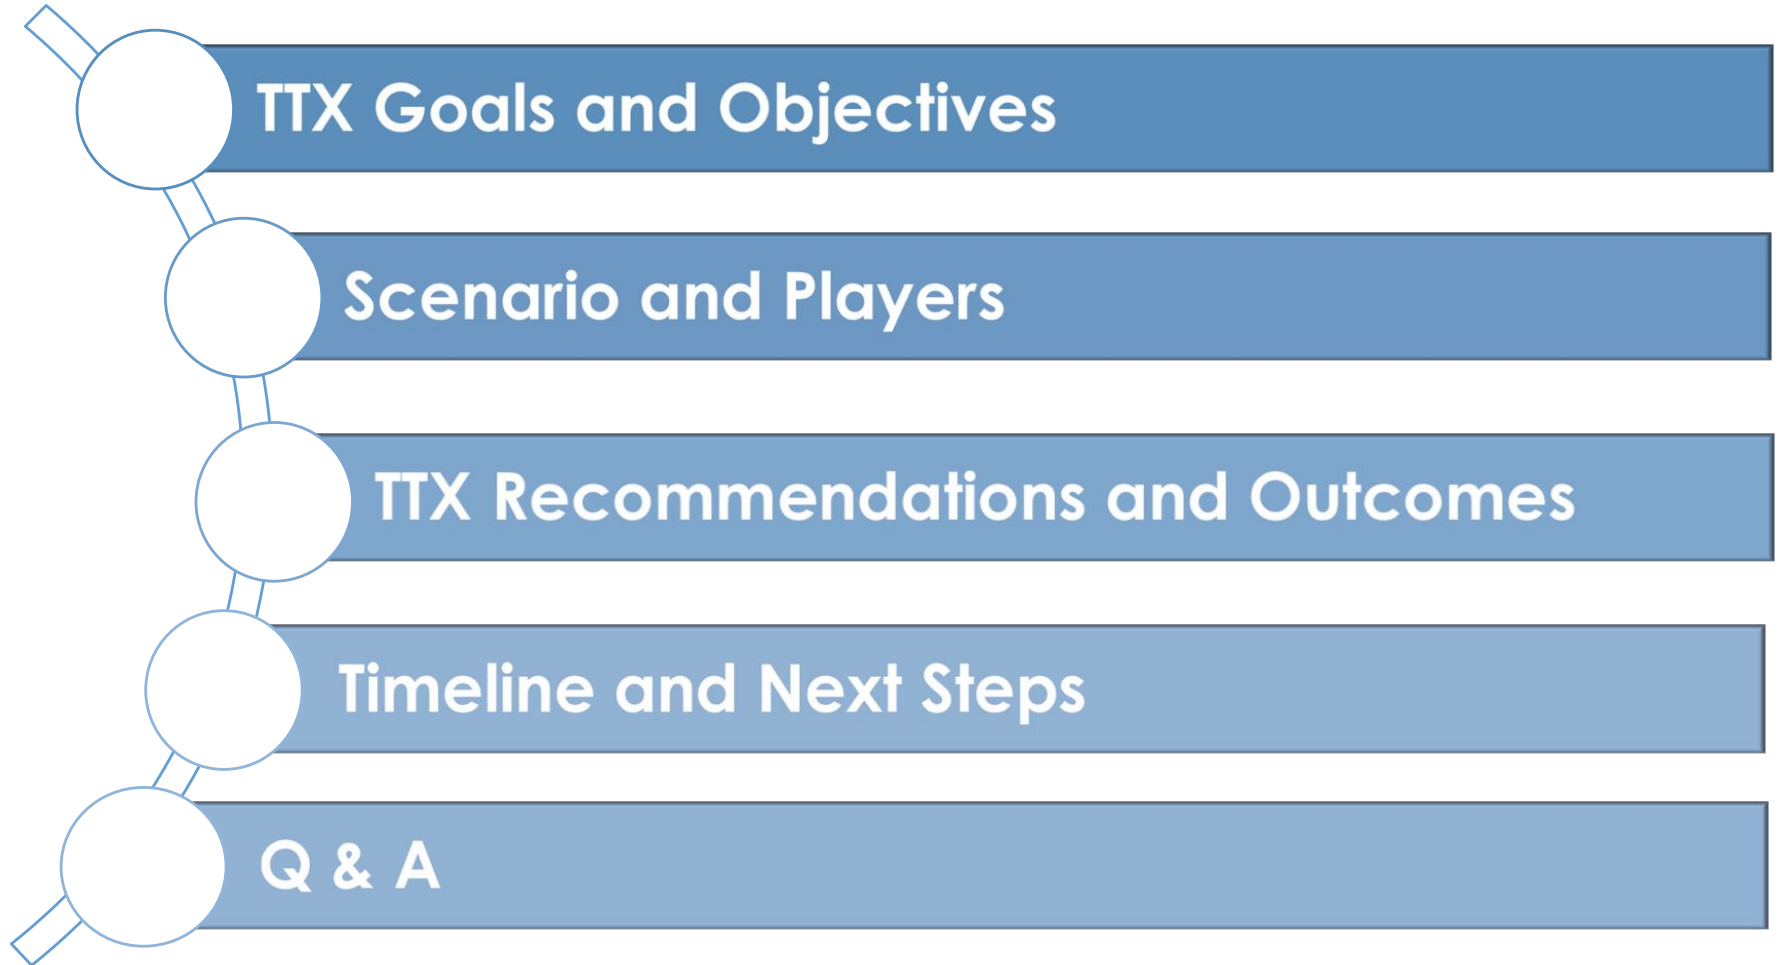 TTX Goals and Objectives
Scenario and Players
TTX Recommendations and Outcomes
Timeline and Next Steps
Q & A